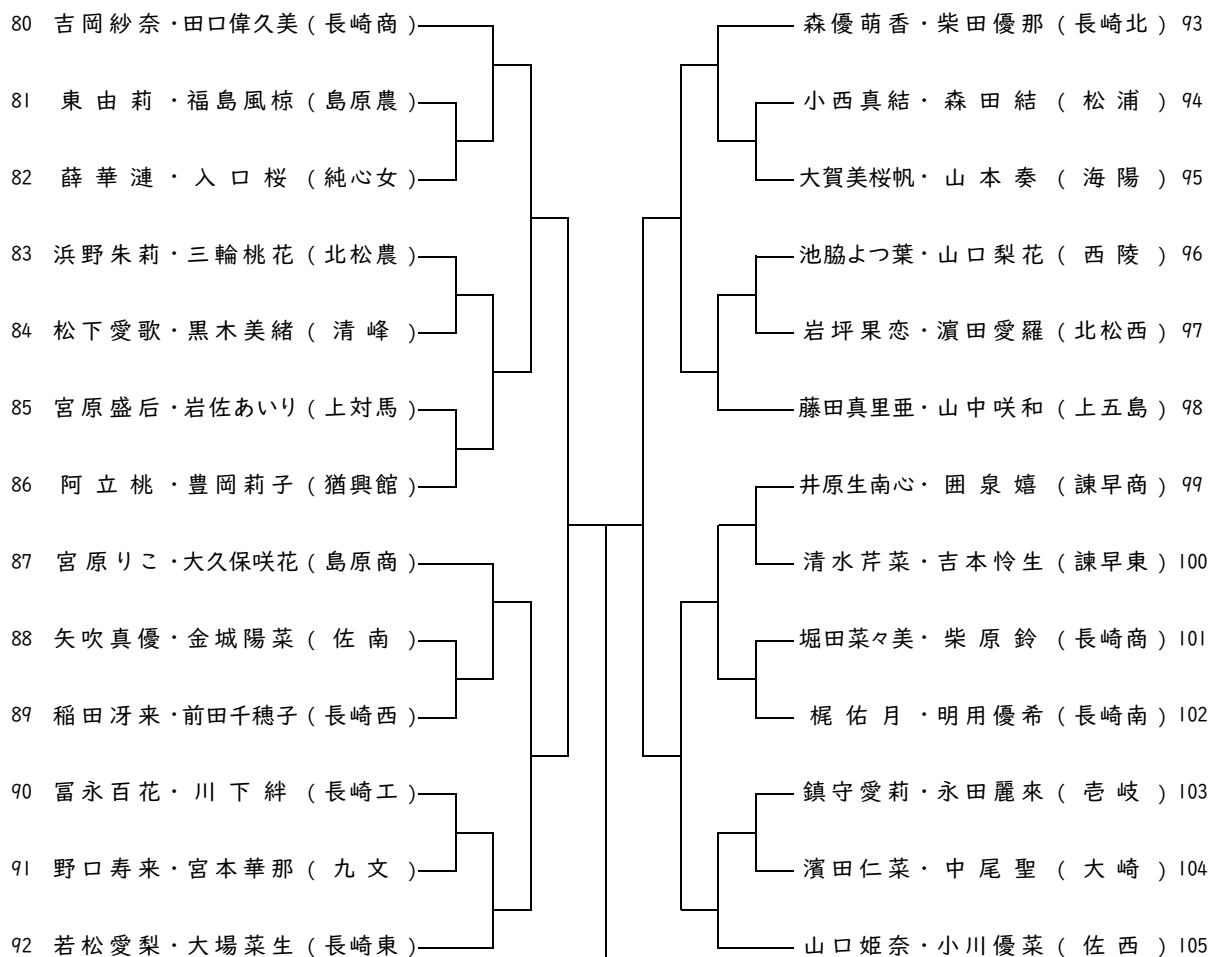 80 吉岡紗奈・田口偉久美(長崎商)
81 東由莉・福島風椋(島原農)
82 薛華漣・入口桜(純心女)
83 浜野朱莉・三輪桃花(北松農)
84 松下愛歌・黒木美緒(清峰)
85 宮原盛后・岩佐あいり(上対馬)
86 阿立桃・豊岡莉子(猶興館)
87 宮原りこ・大久保咲花(島原商)
88 矢吹真優・金城陽菜(佐南)
89 稲田冴来・前田千穂子(長崎西)
90 冨永百花・川下絆(長崎工)
91 野口寿来・宮本華那(九文)
92 若松愛梨・大場菜生(長崎東)
森優萌香・柴田優那(長崎北) 93
小西真結・森田結(松浦) 94
大賀美桜帆・山本奏(海陽) 95
池脇よつ葉・山口梨花(西陵) 96
岩坪果恋・濵田愛羅(北松西) 97
藤田真里亜・山中咲和(上五島) 98
井原生南心・囲泉嬉(諫早商) 99
清水芹菜・吉本怜生(諫早東) 100
堀田菜々美・柴原鈴(長崎商) 101
梶佑月・明用優希(長崎南) 102
鎮守愛莉・永田麗來(壱岐) 103
濱田仁菜・中尾聖(大崎) 104
山口姫奈・小川優菜(佐西) 105